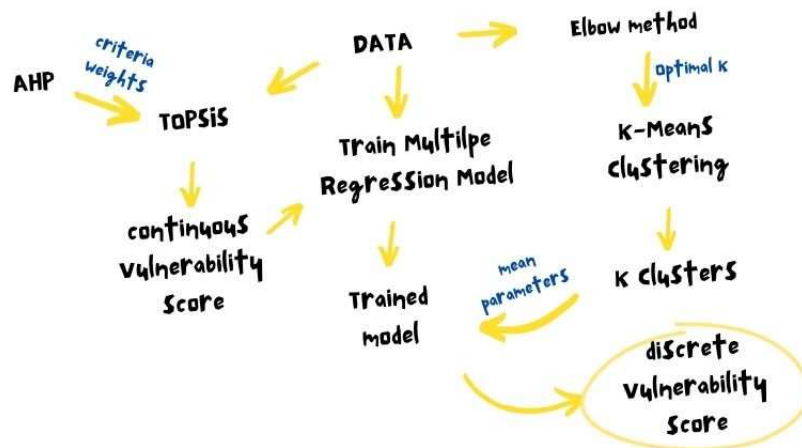 DATA
Elbow method
criteria
weights
AHP
optimal K
TOPSis
Train Multilpe
Regression Model
K-Means
Clustering
continuous
Vulnerability
Score
Trained
model
mean
parameters
K Clusters
discrete
Vulnerability
Score